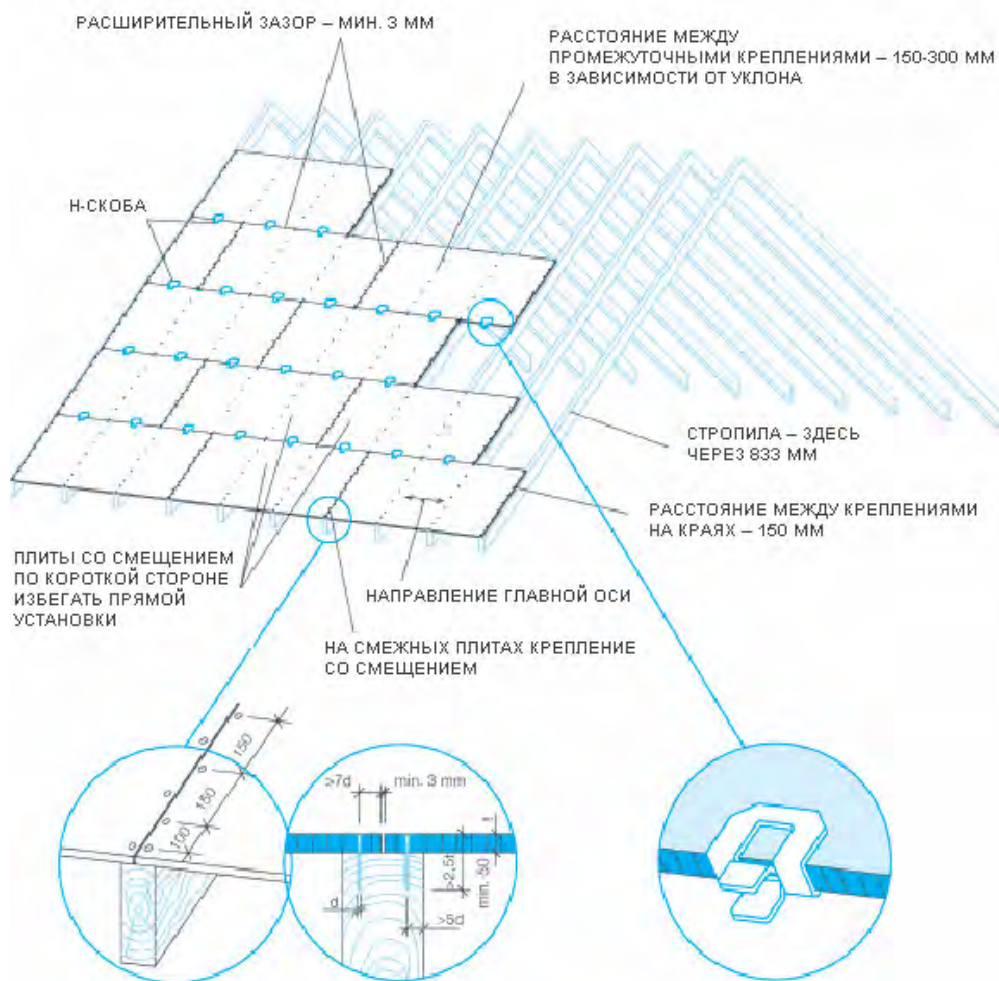 РАСШИРИТЕЛЬНЫЙ ЗАЗОР – МИН. 3 ММ
РАССТОЯНИЕ МЕЖДУ
ПРОМЕЖУТОЧНЫМИ КРЕПЛЕНИЯМИ – 150-300 ММ
В ЗАВИСИМОСТИ ОТ УКЛОНА
Н-СКОБА
СТРОПИЛА – ЗДЕСЬ
ЧЕРЕЗ 833 ММ
РАССТОЯНИЕ МЕЖДУ КРЕПЛЕНИЯМИ
НА КРАЯХ – 150 ММ
ПЛИТЫ СО СМЕЩЕНИЕМ
ПО КОРОТКОЙ СТОРОНЕ
ИЗБЕГАТЬ ПРЯМОЙ
УСТАНОВКИ
НАПРАВЛЕНИЕ ГЛАВНОЙ ОСИ
НА СМЕЖНЫХ ПЛИТАХ КРЕПЛЕНИЕ
СО СМЕЩЕНИЕМ
150
150
100
>7d
min. 3 mm
t
>2,5t
min. 50
d
>5d